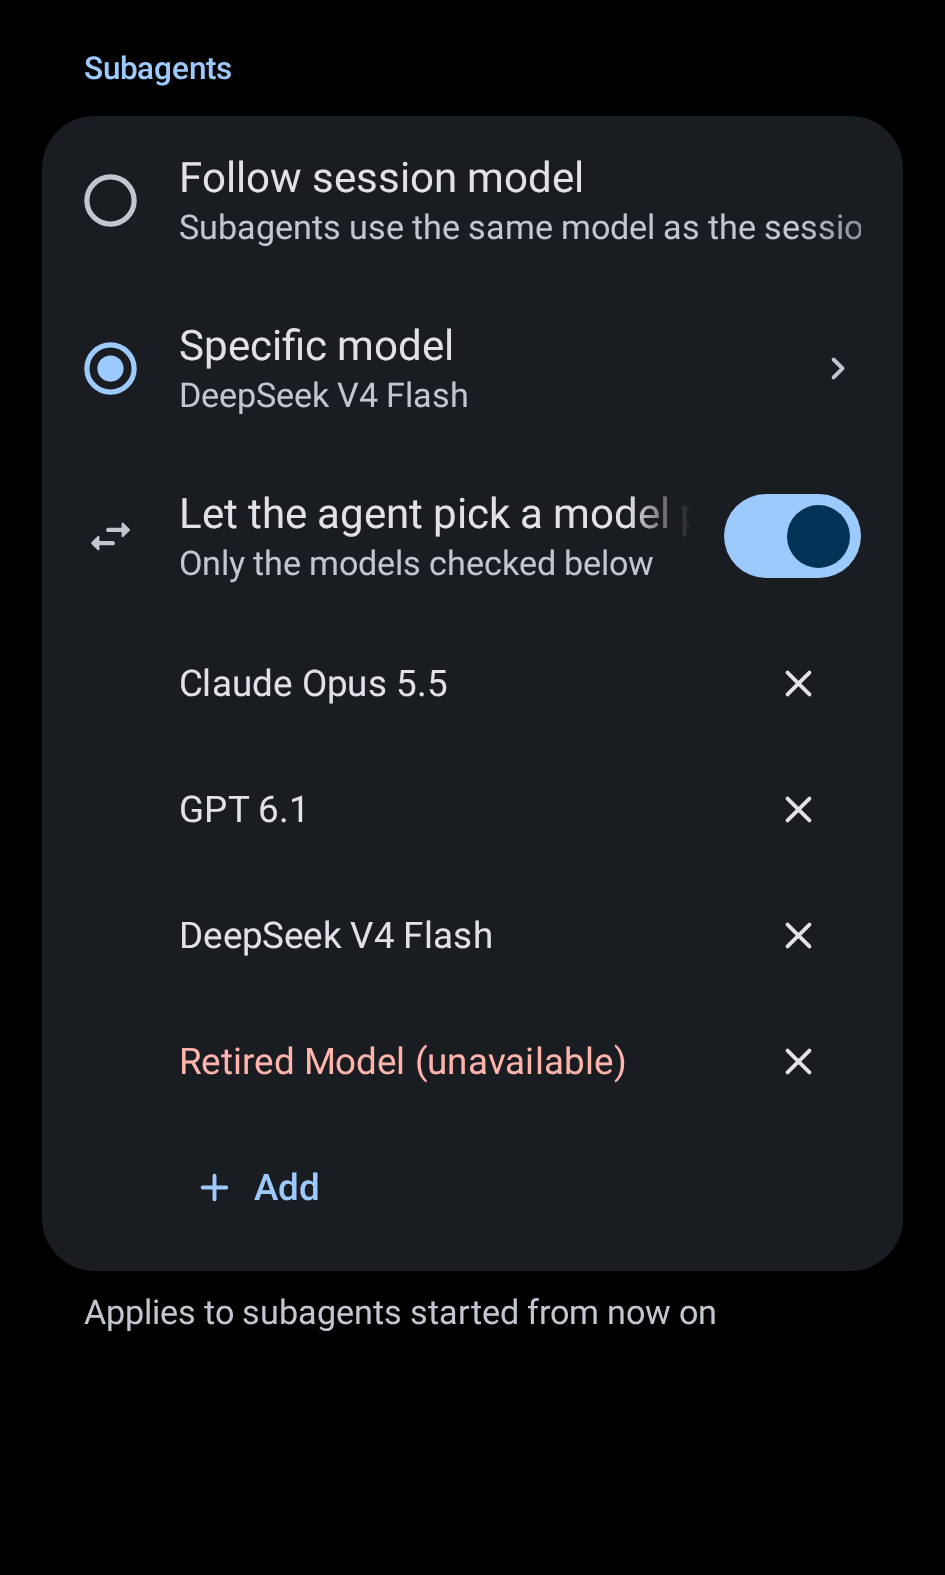 Subagents
Follow session model
Subagents use the same model as the sessio
Specific model
DeepSeek V4 Flash
Let the agent pick a model
Only the models checked below
Claude Opus 5.5
GPT 6.1
DeepSeek V4 Flash
Retired Model (unavailable)
Add
Applies to subagents started from now on